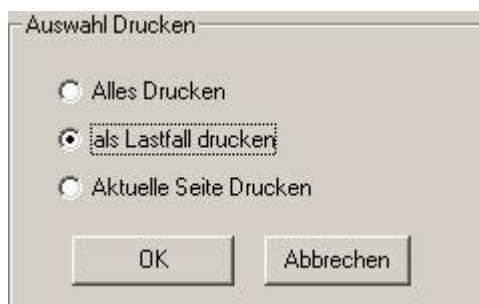 Auswahl Drucken
Alles Drucken
als Lastfall drucken
Aktuelle Seite Drucken
OK Abbrechen